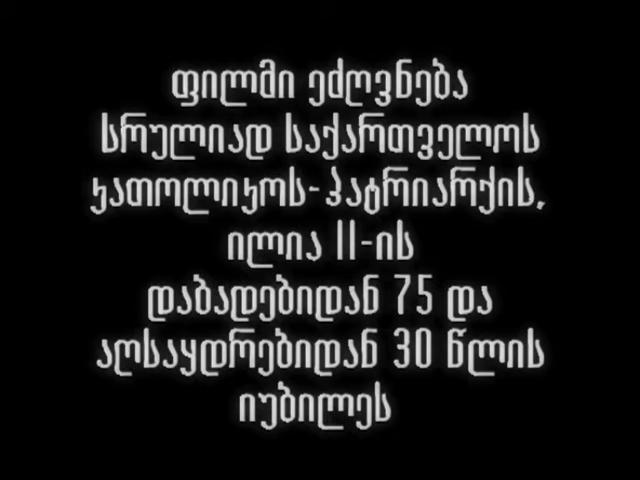 ფილმი ეძღვნება
სრულიად საქართველოს
კათოლიკოს-პატრიარქის,
ილია II-ის
დაბადებიდან 75 და
აღსაყდრებიდან 30 წლის
იუბილეს